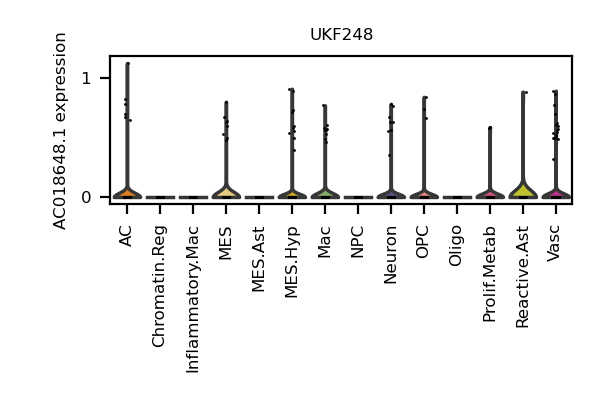 UKF248
AC018648.1 expression
1
0
AC
Chromatin.Reg
Inflammatory.Mac
MES
MES.Ast
MES.Hyp
Mac
NPC
Neuron
OPC
Oligo
Prolif.Metab
Reactive.Ast
Vasc